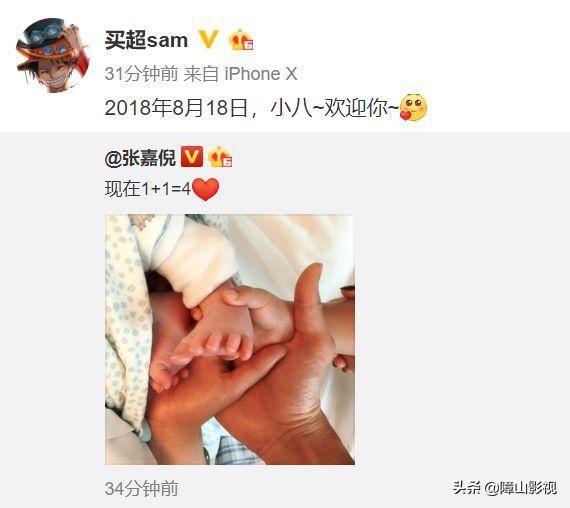 买超sam
31分钟前 来自 iPhone X
2018年8月18日，小八~欢迎你~
@张嘉倪
现在1+1=4
34分钟前
头条 @障山影视